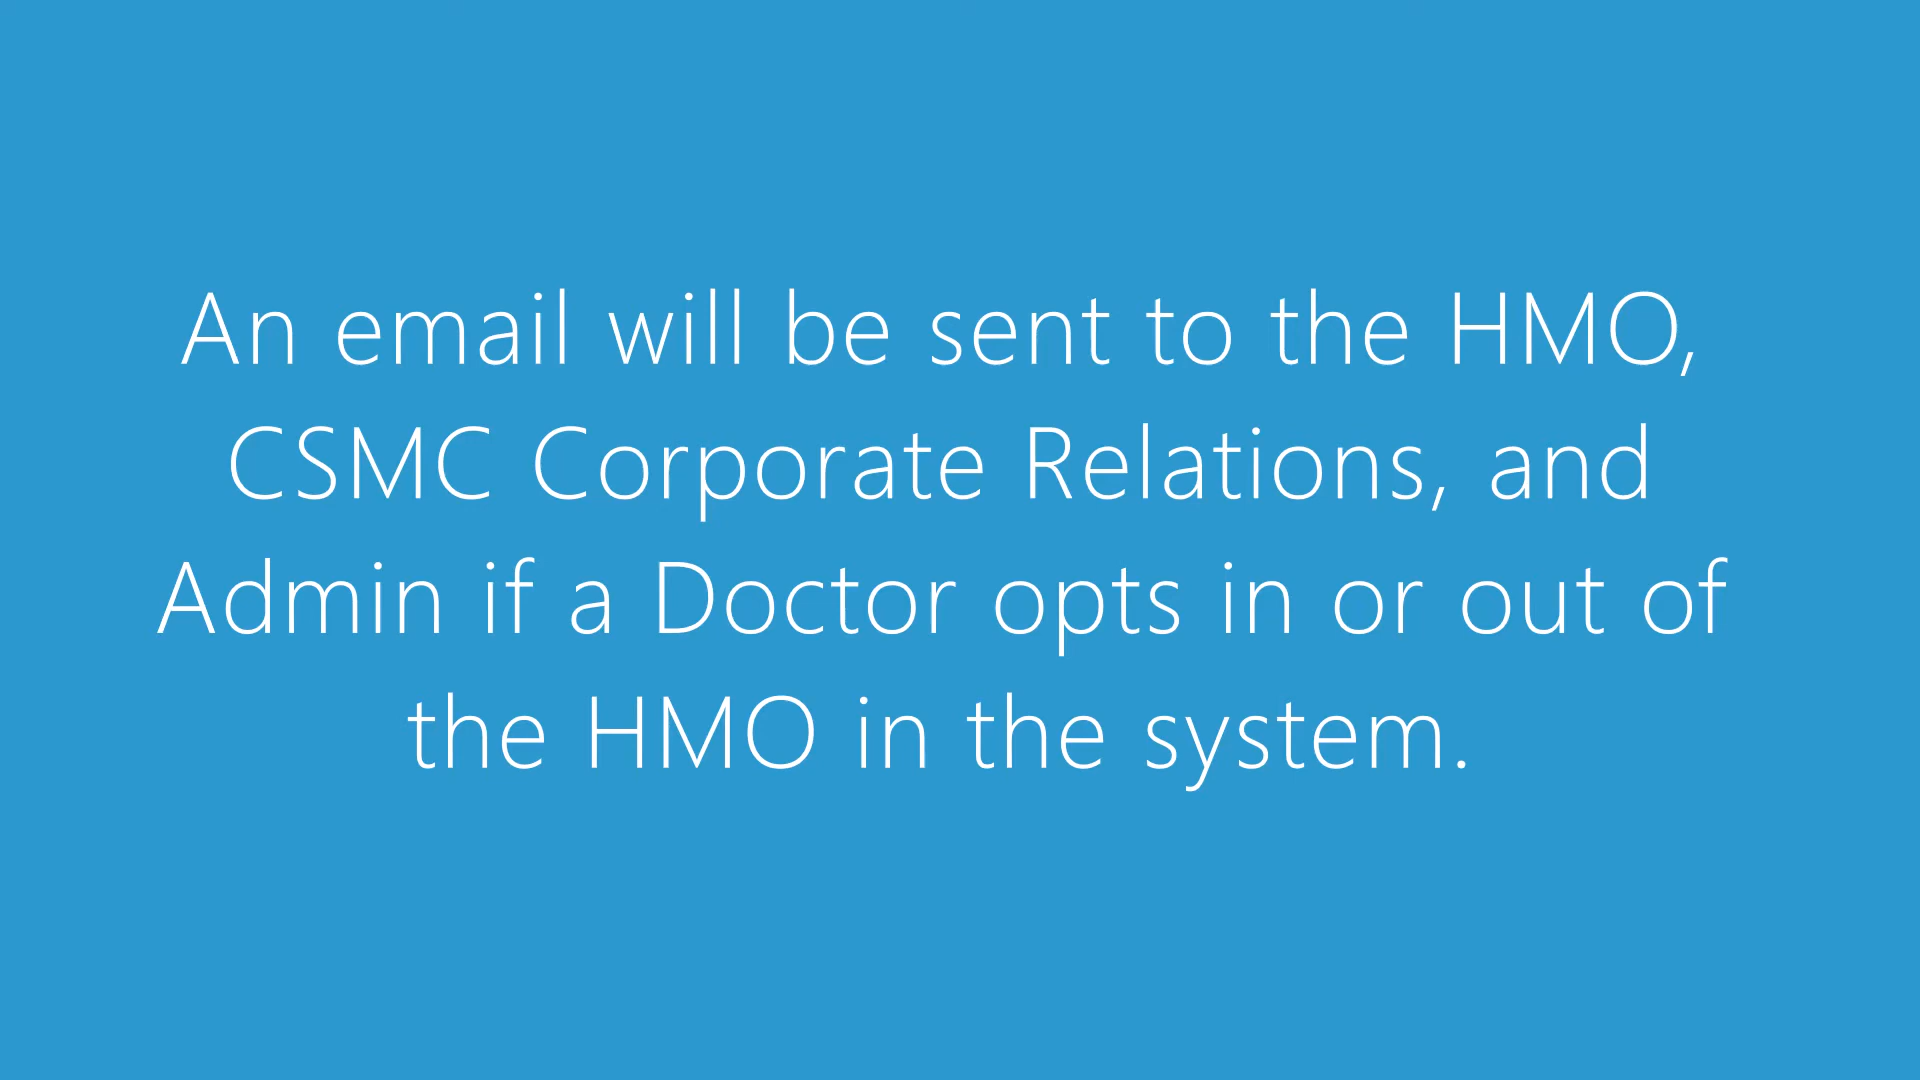 An email will be sent to the HMO,
CSMC Corporate Relations, and
Admin if a Doctor opts in or out of
the HMO in the system.